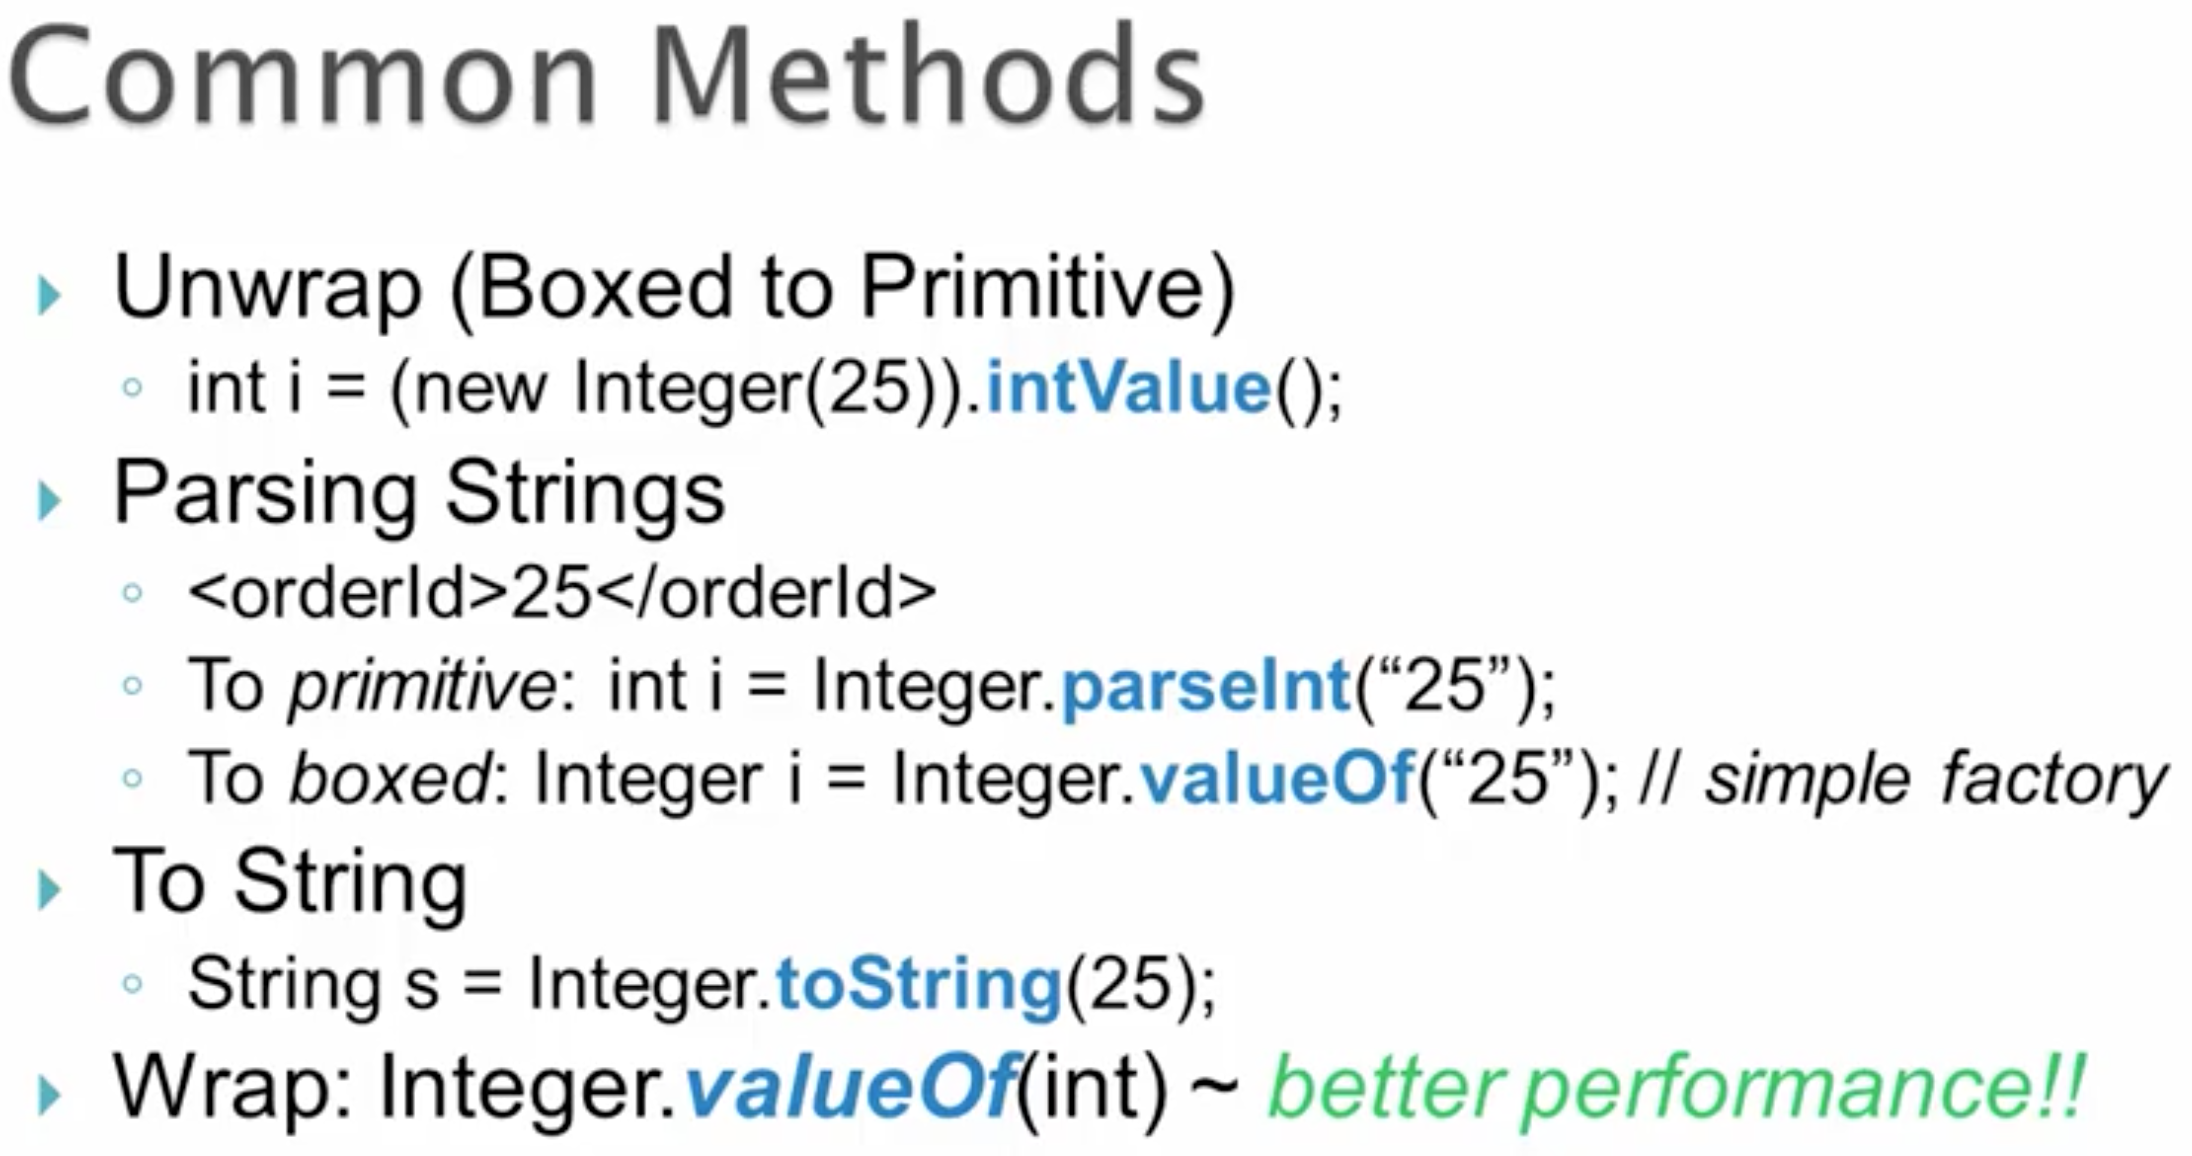 Common Methods
Unwrap (Boxed to Primitive)
int i = (new Integer(25)).intValue();
Parsing Strings
<orderId>25</orderId>
To primitive: int i = Integer.parseInt(“25”);
To boxed: Integer i = Integer.valueOf(“25”); // simple factory
To String
String s = Integer.toString(25);
Wrap: Integer.valueOf(int) ~ better performance!!